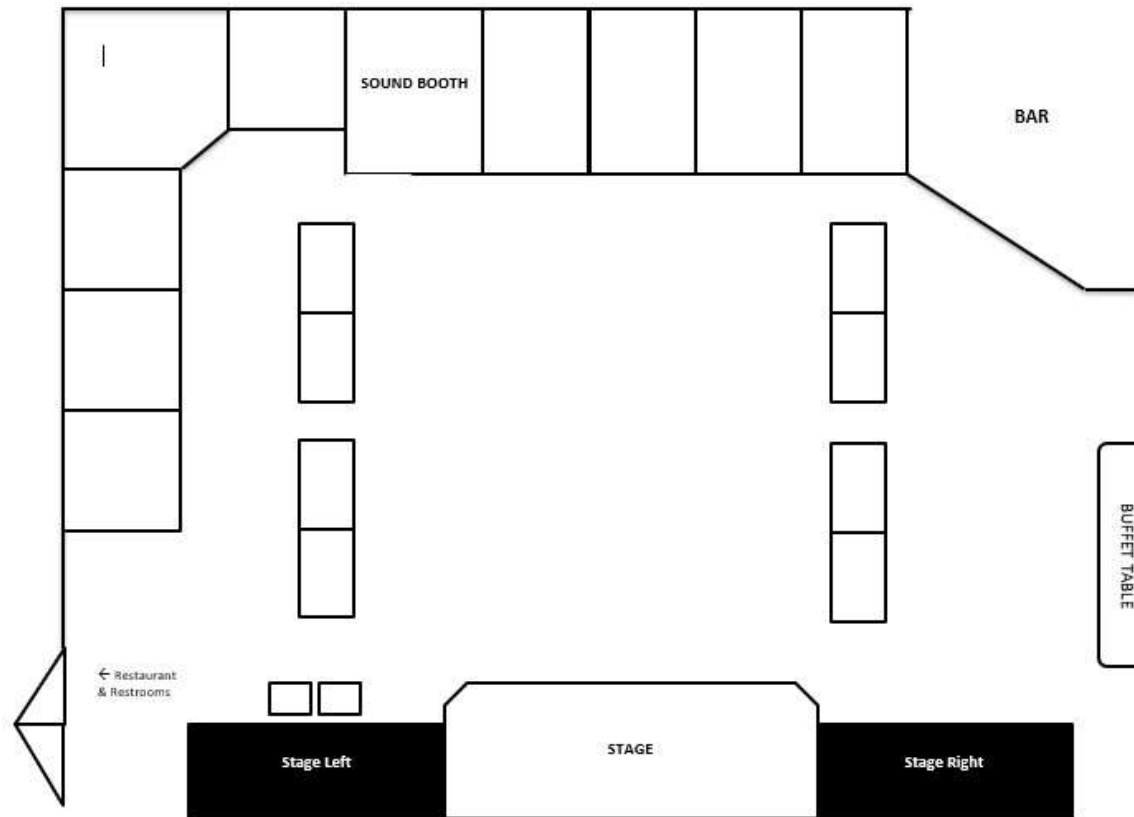 SOUND BOOTH
BAR
BUFFET TABLE
← Restaurant
& Restrooms
Stage Left
STAGE
Stage Right